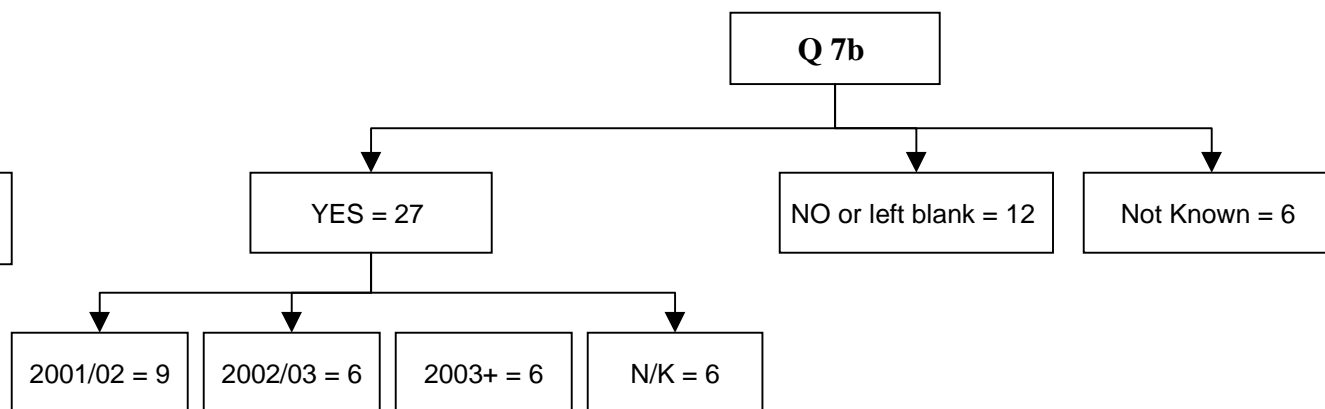 Q 7b
YES = 27
NO or left blank = 12
Not Known = 6
2001/02 = 9
2002/03 = 6
2003+ = 6
N/K = 6